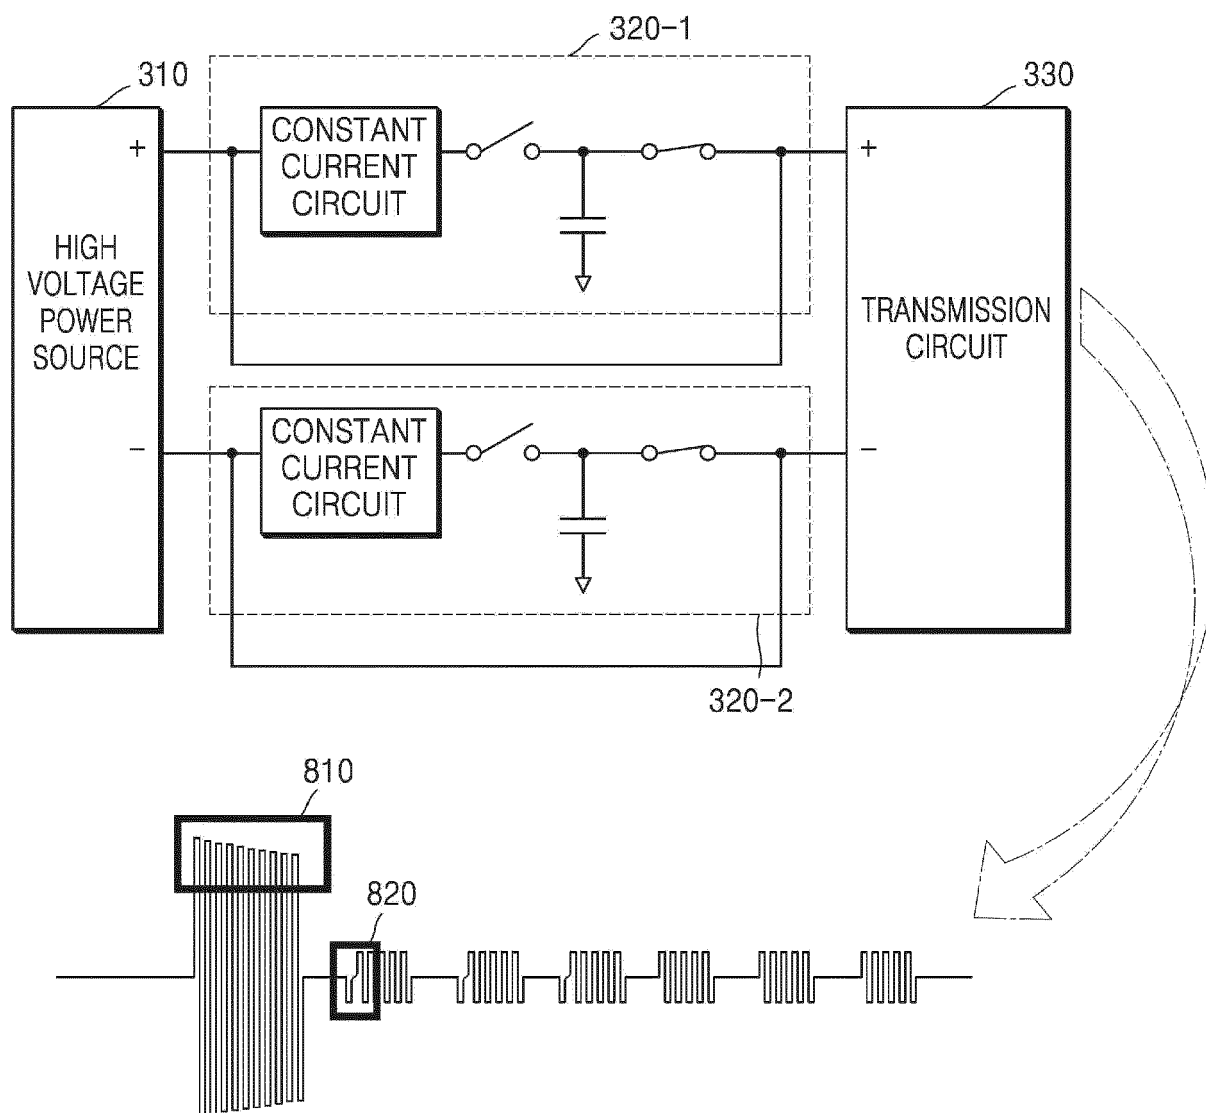 320-1
310
330
+
CONSTANT
CURRENT
CIRCUIT
+
HIGH
VOLTAGE
POWER
SOURCE
TRANSMISSION
CIRCUIT
−
CONSTANT
CURRENT
CIRCUIT
−
320-2
810
820